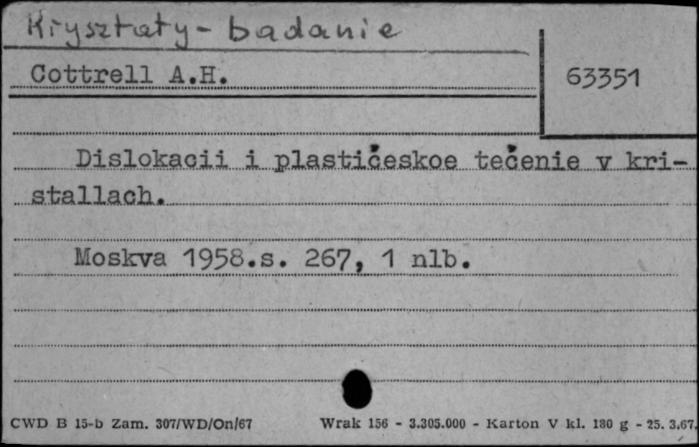 Kryształy - badanie
Cottrell A.H.
63351
Dislokacii i plastičeskoe tečenie v kri-
stallach.
Moskva 1958.s. 267, 1 nlb.
CWD B 15-b Zam. 307/WD/On/67 Wrak 156 - 3.305.000 - Karton V kl. 180 g - 25. 3.67